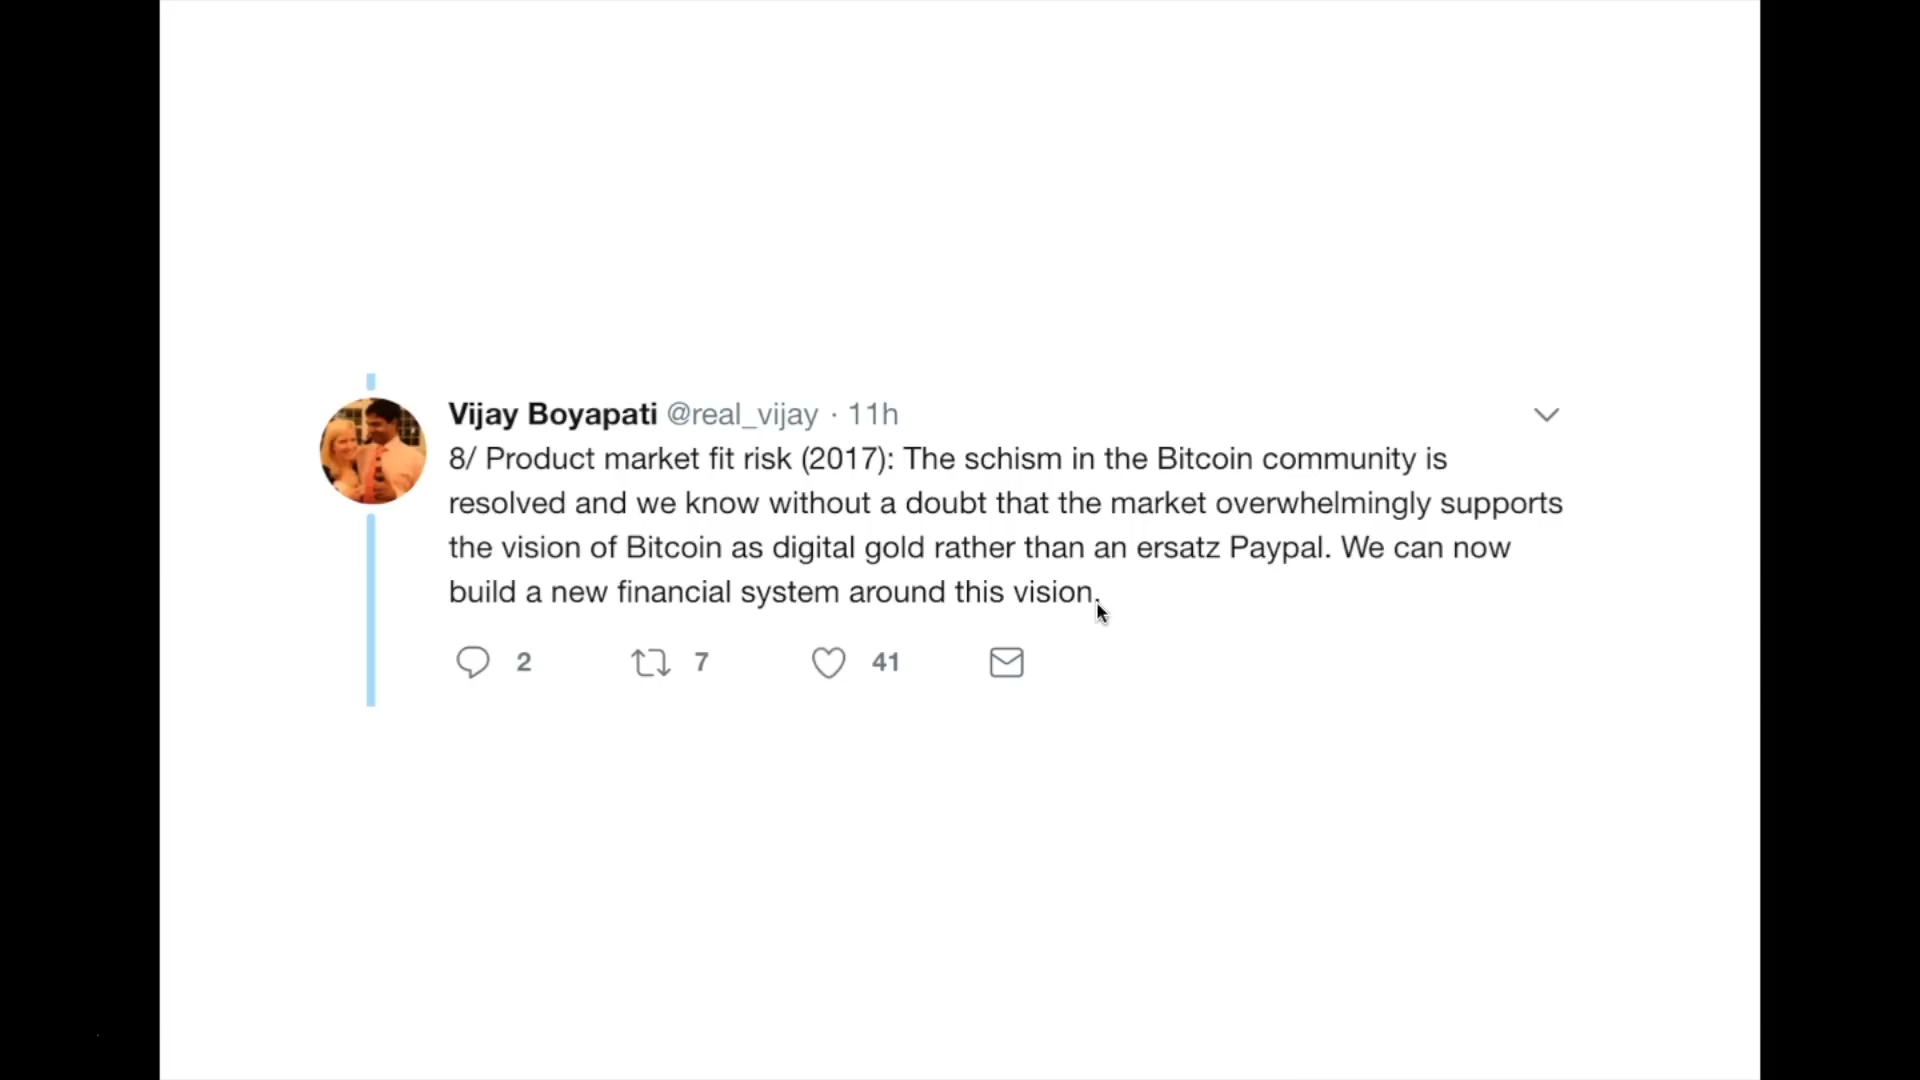 Vijay Boyapati @real_vijay · 11h
8/ Product market fit risk (2017): The schism in the Bitcoin community is
resolved and we know without a doubt that the market overwhelmingly supports
the vision of Bitcoin as digital gold rather than an ersatz Paypal. We can now
build a new financial system around this vision.
2 7 41